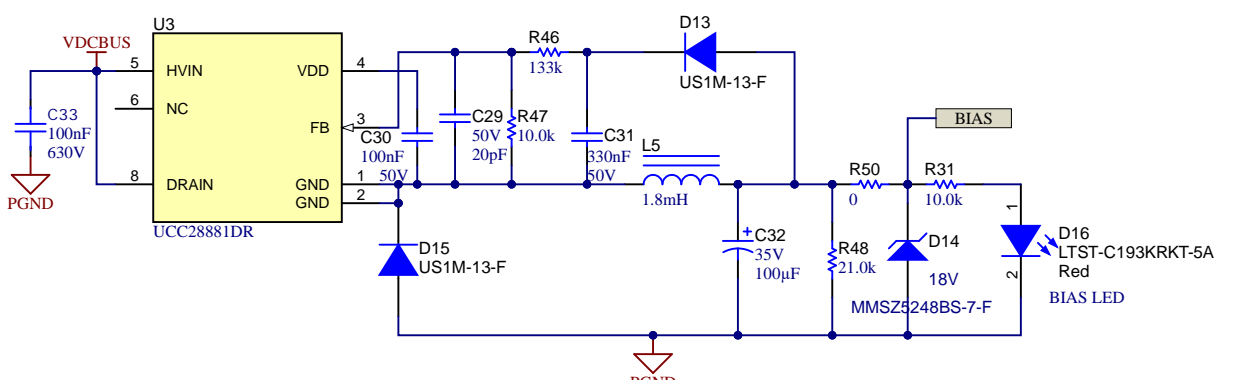 U3
VDCBUS
5
HVIN
VDD
4
6
NC
FB
3
8
DRAIN
GND
1
GND
2
UCC28881DR
C33
100nF
630V
PGND
C30
100nF
50V
C29
50V
20pF
R46
133k
R47
10.0k
C31
330nF
50V
D13
US1M-13-F
L5
1.8mH
D15
US1M-13-F
+
C32
35V
100µF
R50
0
R48
21.0k
BIAS
R31
10.0k
D14
18V
MMSZ5248BS-7-F
1
2
D16
LTST-C193KRKT-5A
Red
BIAS LED
PGND